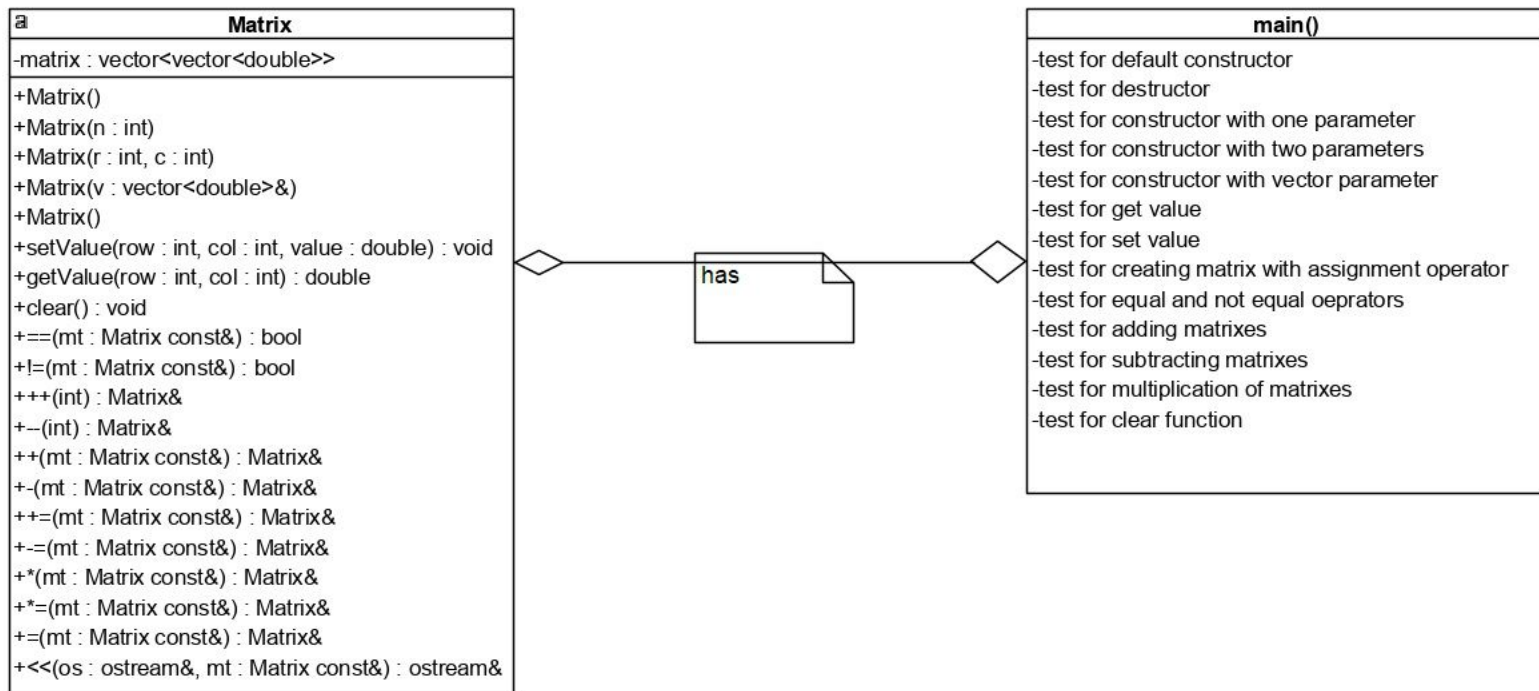 a
Matrix
-matrix : vector<vector<double>>
+Matrix()
+Matrix(n : int)
+Matrix(r : int, c : int)
+Matrix(v : vector<double>&)
+Matrix()
+setValue(row : int, col : int, value : double) : void
+getValue(row : int, col : int) : double
+clear() : void
+==(mt : Matrix const&) : bool
+!=(mt : Matrix const&) : bool
+++(int) : Matrix&
+--(int) : Matrix&
++(mt : Matrix const&) : Matrix&
+-(mt : Matrix const&) : Matrix&
++=(mt : Matrix const&) : Matrix&
+-=(mt : Matrix const&) : Matrix&
+*(mt : Matrix const&) : Matrix&
+*=(mt : Matrix const&) : Matrix&
+=(mt : Matrix const&) : Matrix&
+<<(os : ostream&, mt : Matrix const&) : ostream&
has
main()
-test for default constructor
-test for destructor
-test for constructor with one parameter
-test for constructor with two parameters
-test for constructor with vector parameter
-test for get value
-test for set value
-test for creating matrix with assignment operator
-test for equal and not equal oeprators
-test for adding matrixes
-test for subtracting matrixes
-test for multiplication of matrixes
-test for clear function